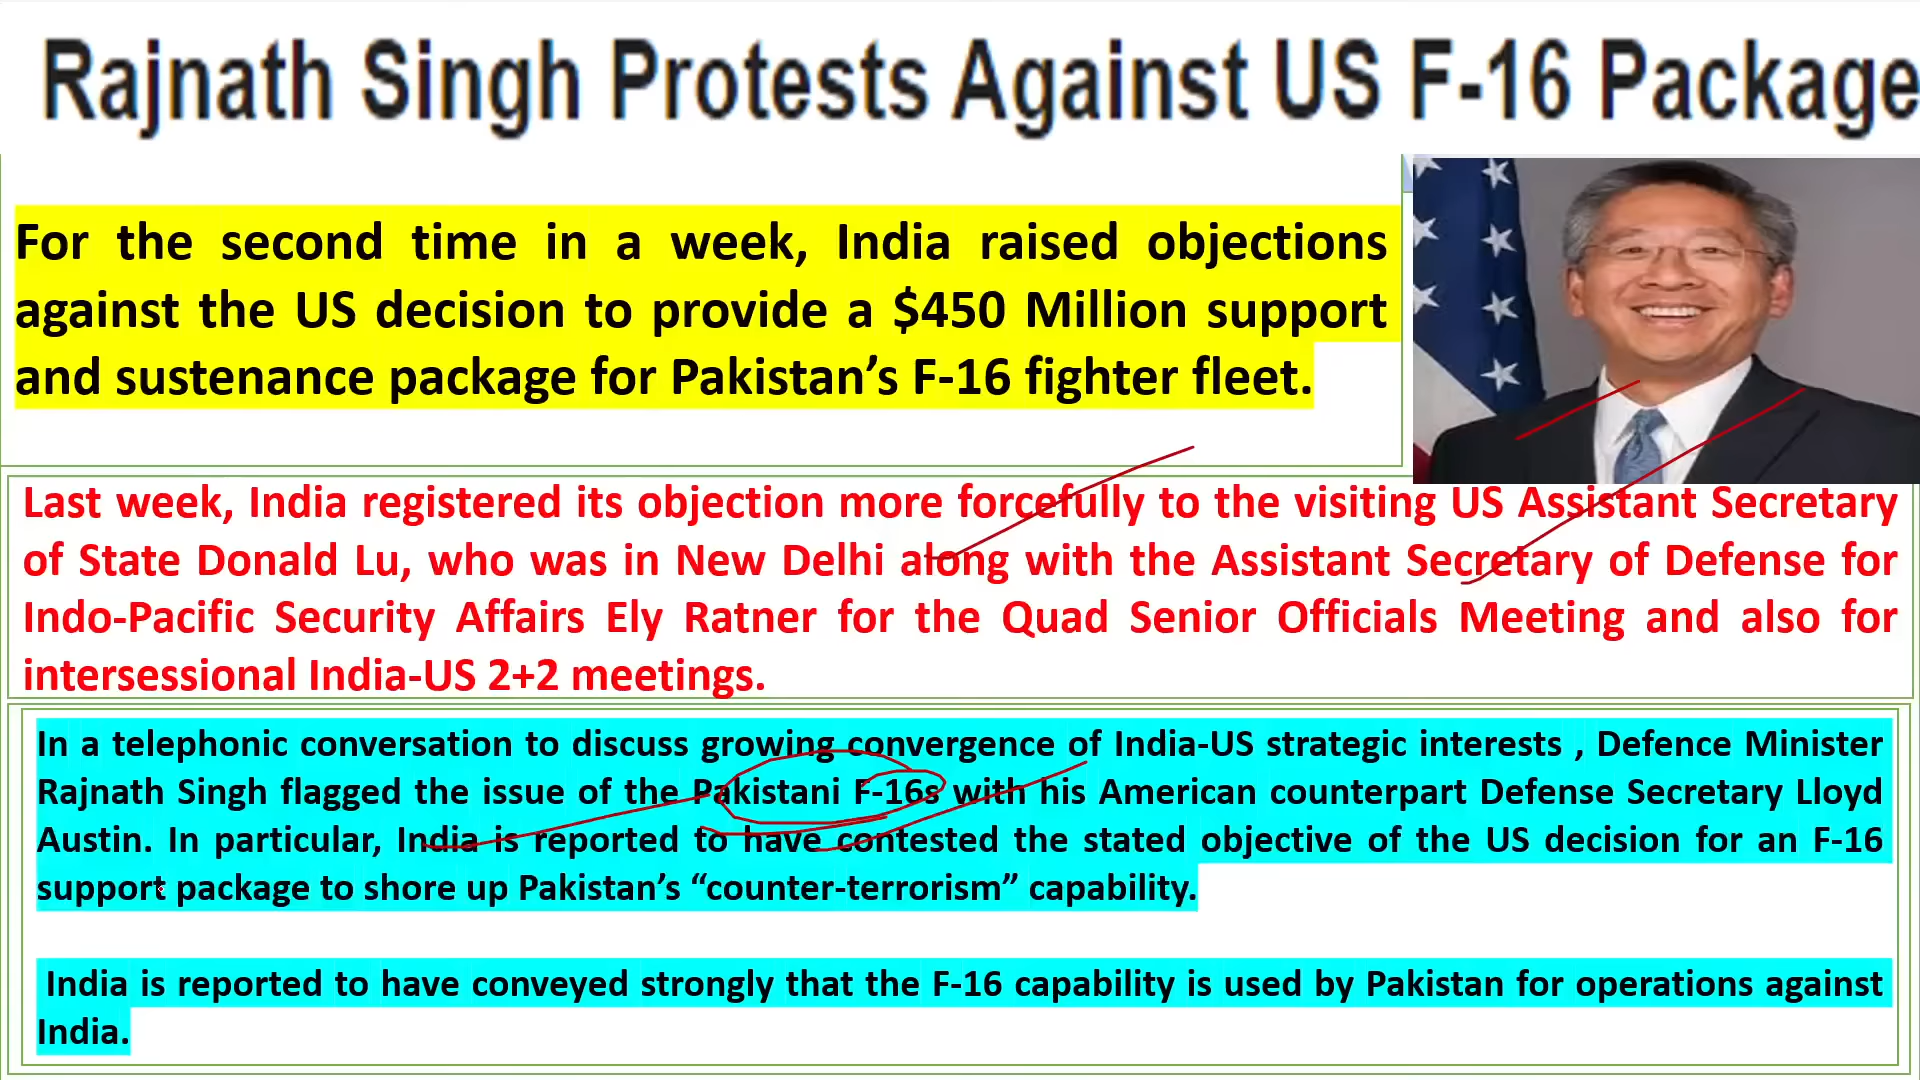 Rajnath Singh Protests Against US F-16 Package
For the second time in a week, India raised objections
against the US decision to provide a $450 Million support
and sustenance package for Pakistan’s F-16 fighter fleet.
Last week, India registered its objection more forcefully to the visiting US Assistant Secretary
of State Donald Lu, who was in New Delhi along with the Assistant Secretary of Defense for
Indo-Pacific Security Affairs Ely Ratner for the Quad Senior Officials Meeting and also for
intersessional India-US 2+2 meetings.
In a telephonic conversation to discuss growing convergence of India-US strategic interests , Defence Minister
Rajnath Singh flagged the issue of the Pakistani F-16s with his American counterpart Defense Secretary Lloyd
Austin. In particular, India is reported to have contested the stated objective of the US decision for an F-16
support package to shore up Pakistan’s “counter-terrorism” capability.
India is reported to have conveyed strongly that the F-16 capability is used by Pakistan for operations against
India.